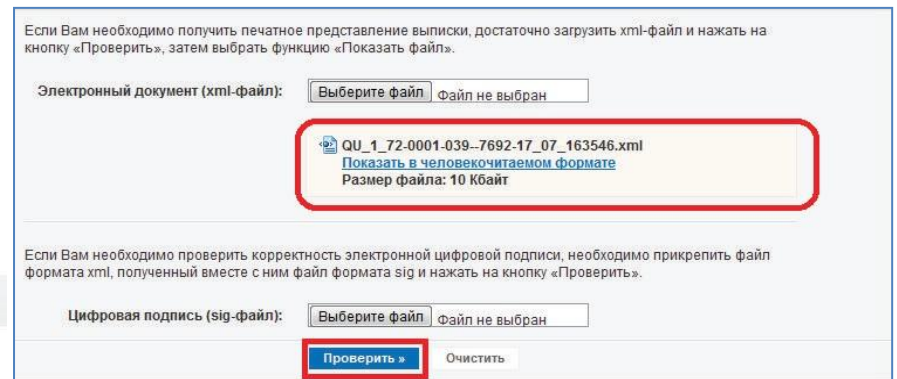 Если Вам необходимо получить печатное представление выписки, достаточно загрузить xml-файл и нажать на
кнопку «Проверить», затем выбрать функцию «Показать файл».
Электронный документ (xml-файл): Выберите файл Файл не выбран
QU_1_72-0001-039--7692-17_07_163546.xml
Показать в человекочитаемом формате
Размер файла: 10 Кбайт
Если Вам необходимо проверить корректность электронной цифровой подписи, необходимо прикрепить файл
формата xml, полученный вместе с ним файл формата sig и нажать на кнопку «Проверить».
Цифровая подпись (sig-файл): Выберите файл Файл не выбран
Проверить » Очистить